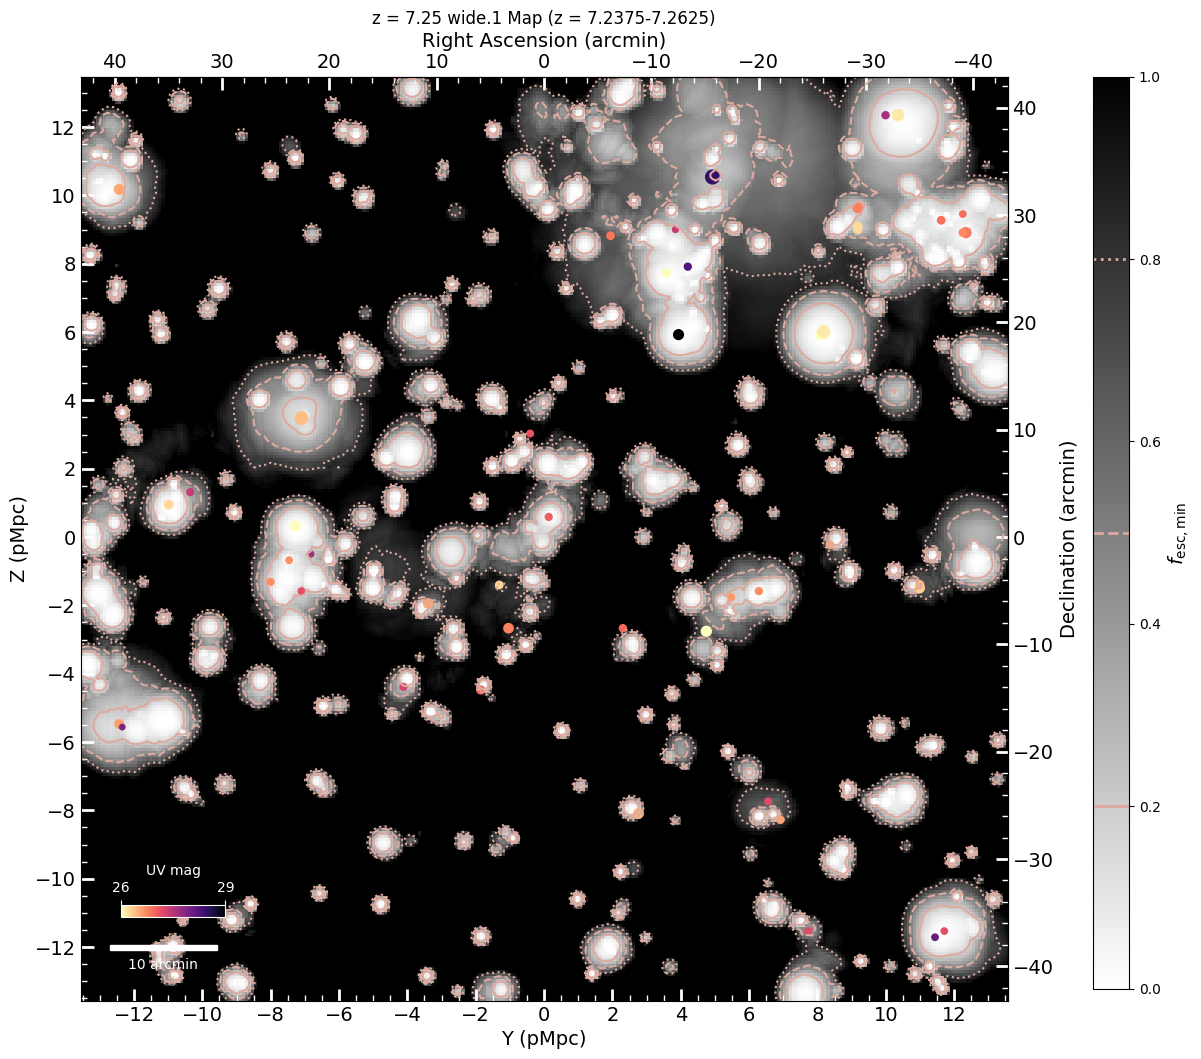 z = 7.25 wide.1 Map (z = 7.2375-7.2625)
Right Ascension (arcmin)
40 30 20 10 0 −10 −20 −30 −40
12 10 8 6 4 2 0 −2 −4 −6 −8 −10 −12
Z (pMpc)
40 30 20 10 0 −10 −20 −30 −40
Declination (arcmin)
1.0 0.8 0.6 0.4 0.2 0.0
fesc,min
UV mag
26 29
10 arcmin
−12 −10 −8 −6 −4 −2 0 2 4 6 8 10 12
Y (pMpc)